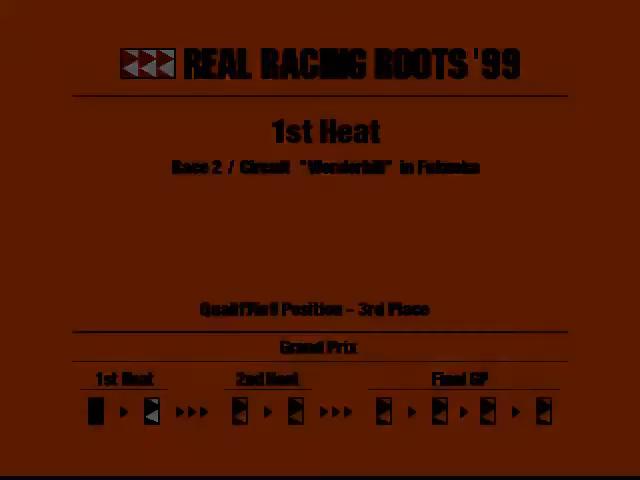 REAL RACING ROOTS '99
1st Heat
Race 2 / Circuit "Wonderhill" in Fukuoka
Qualifying Position - 3rd Place
Grand Prix
1st Heat 2nd Heat Final GP